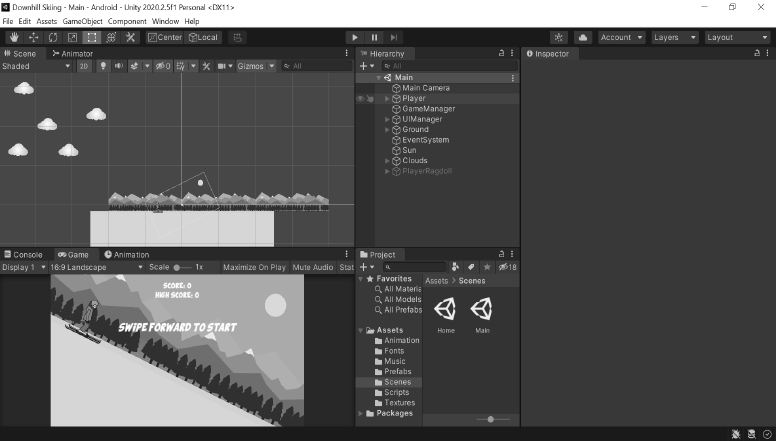 Downhill Skiing - Main - Android - Unity 2020.2.5f1 Personal <DX11>
File Edit Assets GameObject Component Window Help
Center Local
Account Layers Layout
Scene Animator
Shaded 2D 0 Gizmos All
Hierarchy
All
Main
Main Camera
Player
GameManager
UIManager
Ground
EventSystem
Sun
Clouds
PlayerRagdoll
Inspector
Console Game Animation
Display 1 16:9 Landscape Scale 1x Maximize On Play Mute Audio Stat
SCORE: 0
HIGH SCORE: 0
SWIPE FORWARD TO START
Project
18
Favorites
All Materia
All Models
All Prefabs
Assets
Animation
Fonts
Music
Prefabs
Scenes
Scripts
Textures
Packages
Assets > Scenes
Home Main